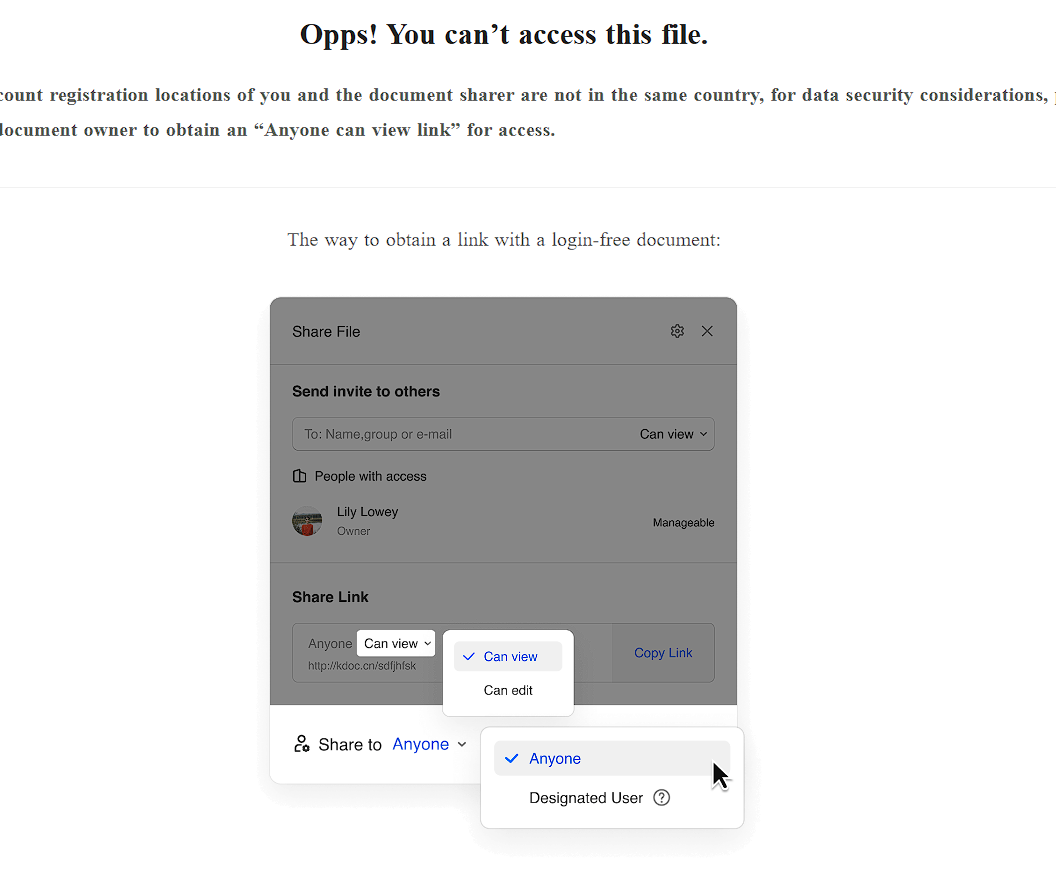 Opps! You can’t access this file.
count registration locations of you and the document sharer are not in the same country, for data security considerations,
document owner to obtain an “Anyone can view link” for access.
The way to obtain a link with a login-free document:
Share File
Send invite to others
To: Name,group or e-mail
Can view
People with access
Lily Lowey
Owner
Manageable
Share Link
Anyone Can view
http://kdoc.cn/sdfjhfsk
Copy Link
Can view
Can edit
Share to Anyone
Anyone
Designated User